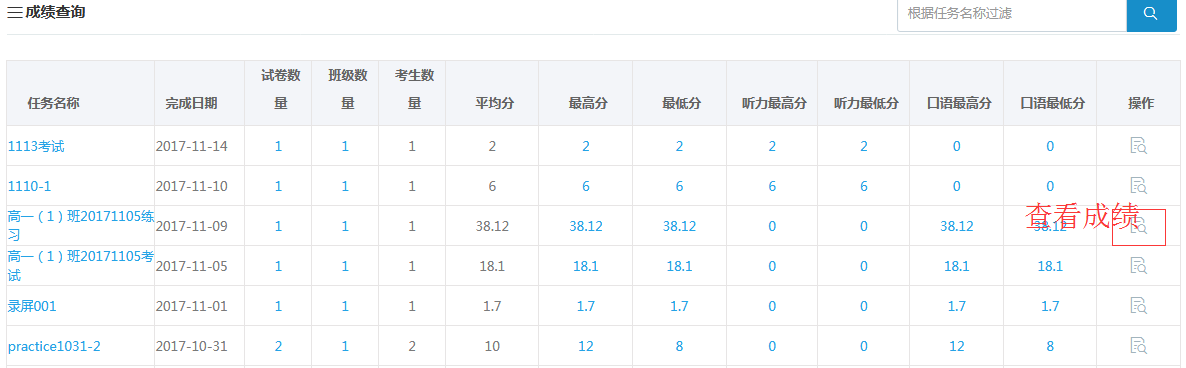 成绩查询
根据任务名称过滤
任务名称 完成日期 试卷数量 班级数量 考生数量 平均分 最高分 最低分 听力最高分 听力最低分 口语最高分 口语最低分 操作
1113考试 2017-11-14 1 1 1 2 2 2 2 2 0 0
1110-1 2017-11-10 1 1 1 6 6 6 6 6 0 0
查看成绩
高一（1）班20171105练
习 2017-11-09 1 1 1 38.12 38.12 38.12 0 0 38.12 38.12
高一（1）班20171105考
试 2017-11-05 1 1 1 18.1 18.1 18.1 0 0 18.1 18.1
录屏001 2017-11-01 1 1 1 1.7 1.7 1.7 0 0 1.7 1.7
practice1031-2 2017-10-31 2 1 2 10 12 8 0 0 12 8